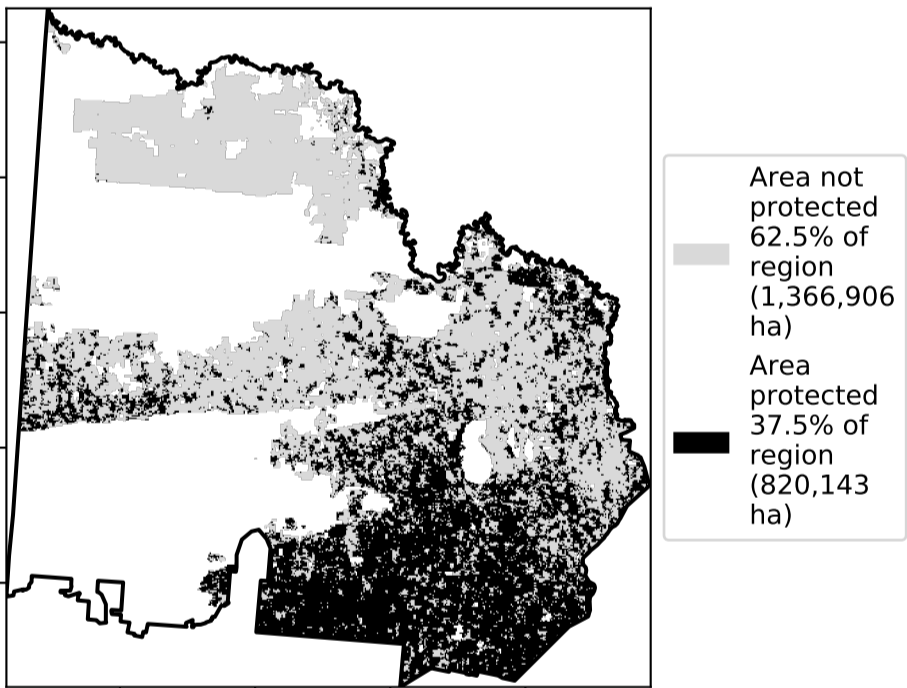 Area not
protected
62.5% of
region
(1,366,906
ha)
Area
protected
37.5% of
region
(820,143
ha)